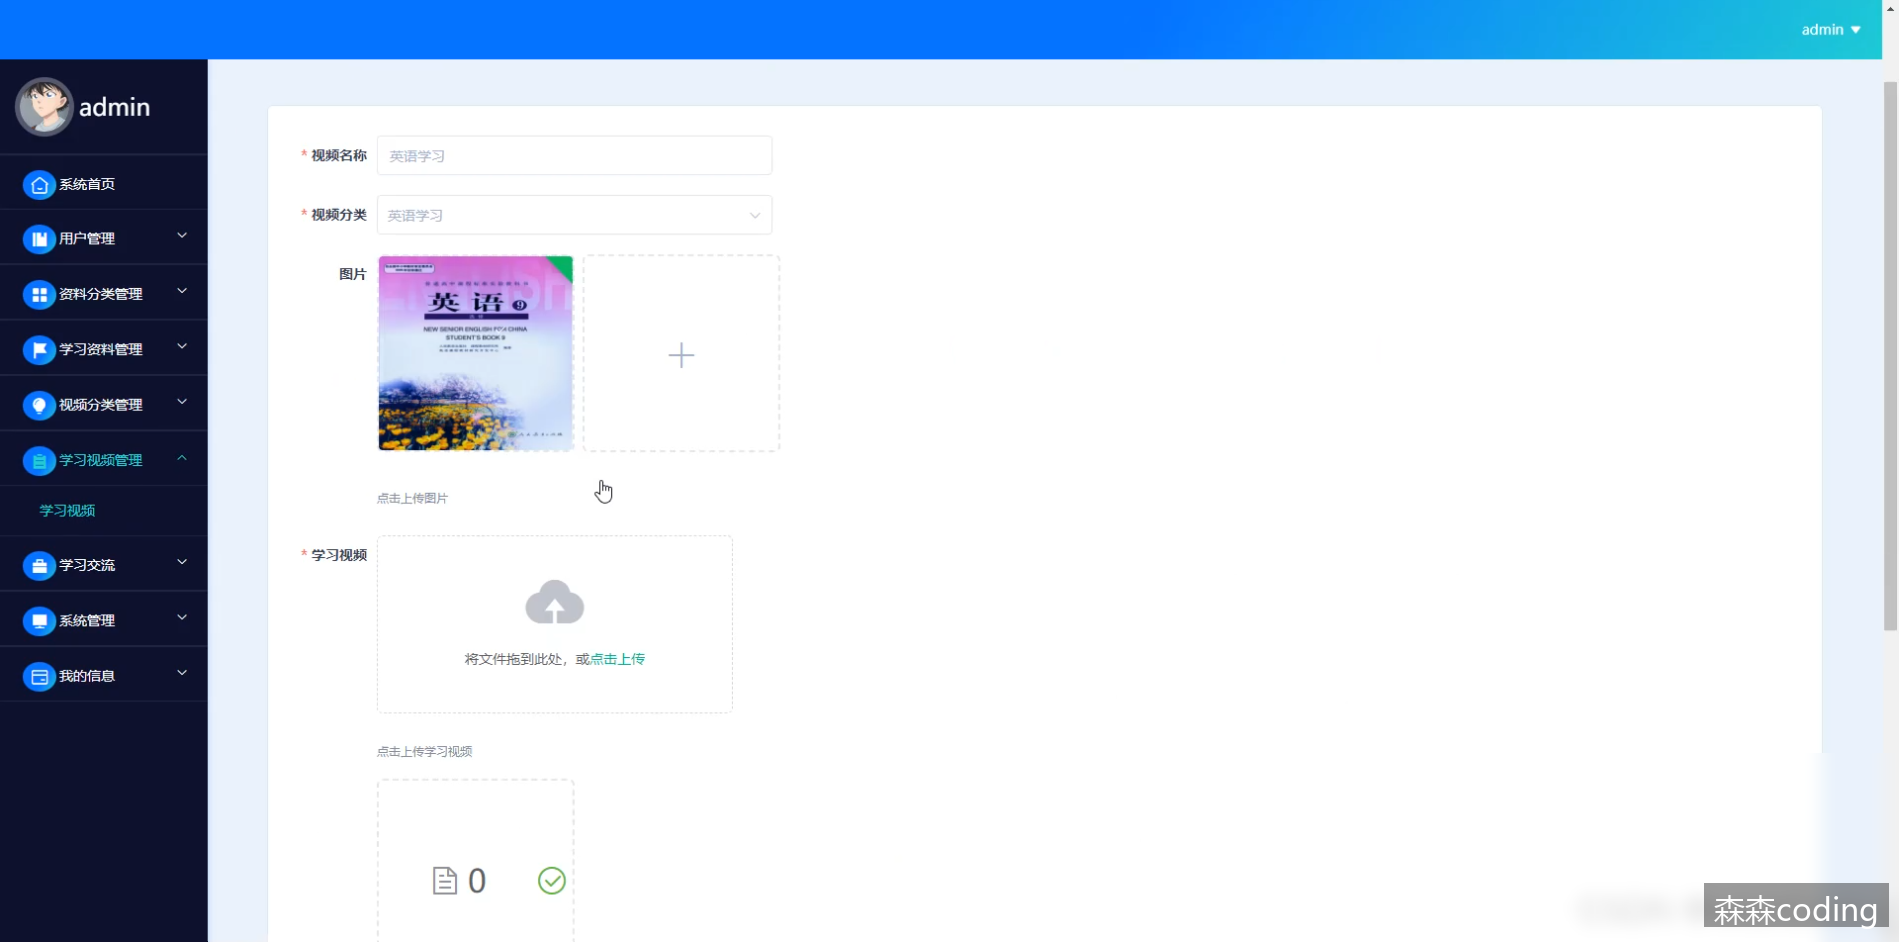 admin
admin
系统首页
用户管理
资料分类管理
学习资料管理
视频分类管理
学习视频管理
学习视频
学习交流
系统管理
我的信息
* 视频名称
英语学习
* 视频分类
英语学习
图片
英语 9
NEW SENIOR ENGLISH FOR CHINA
STUDENT'S BOOK 9
点击上传图片
* 学习视频
将文件拖到此处，或点击上传
点击上传学习视频
0
森森coding